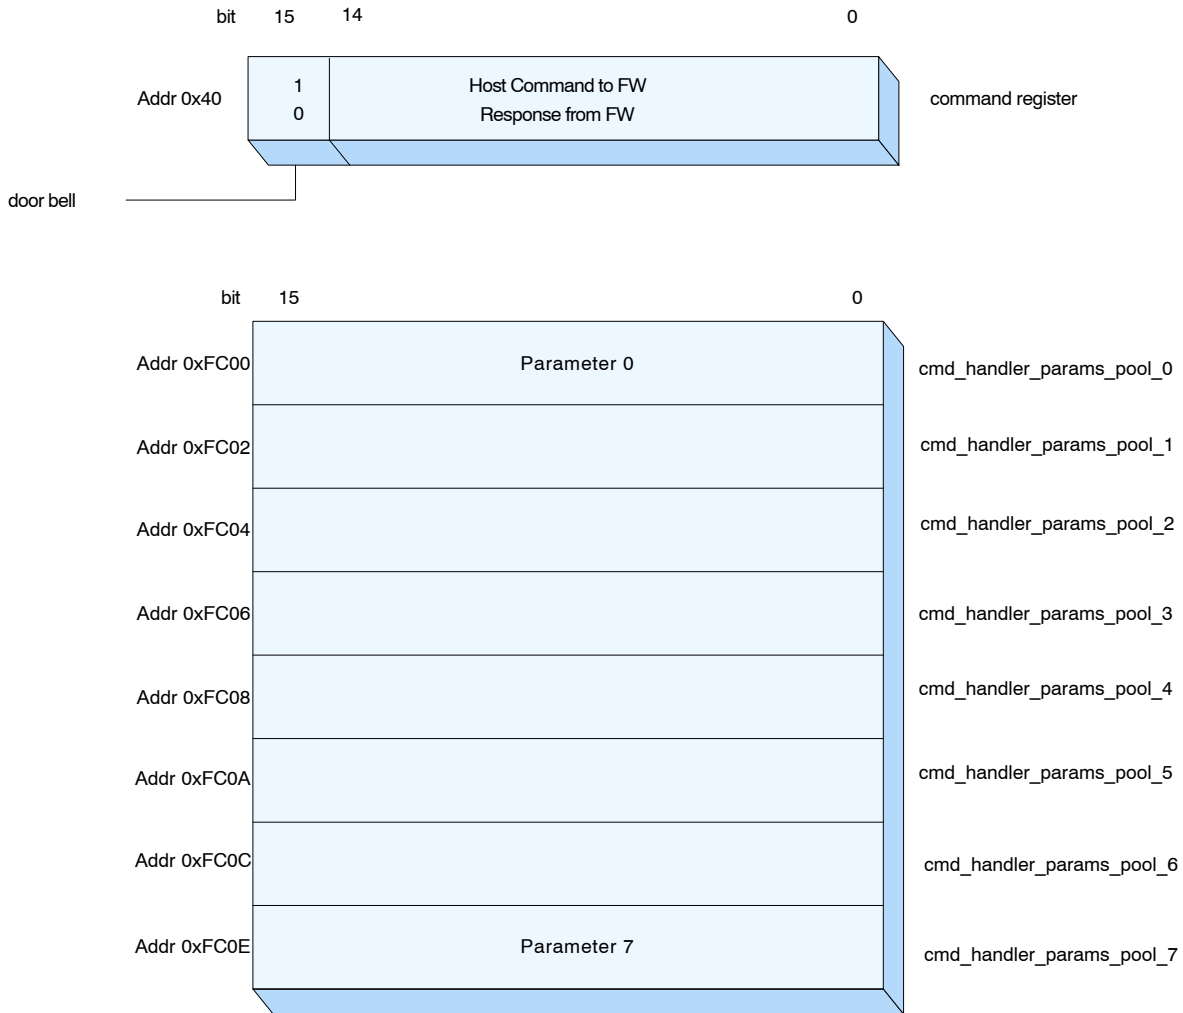 bit 15 14 0
Addr 0x40
1 Host Command to FW
0 Response from FW
command register
door bell
bit 15 0
Addr 0xFC00 Parameter 0 cmd_handler_params_pool_0
Addr 0xFC02 cmd_handler_params_pool_1
Addr 0xFC04 cmd_handler_params_pool_2
Addr 0xFC06 cmd_handler_params_pool_3
Addr 0xFC08 cmd_handler_params_pool_4
Addr 0xFC0A cmd_handler_params_pool_5
Addr 0xFC0C cmd_handler_params_pool_6
Addr 0xFC0E Parameter 7 cmd_handler_params_pool_7